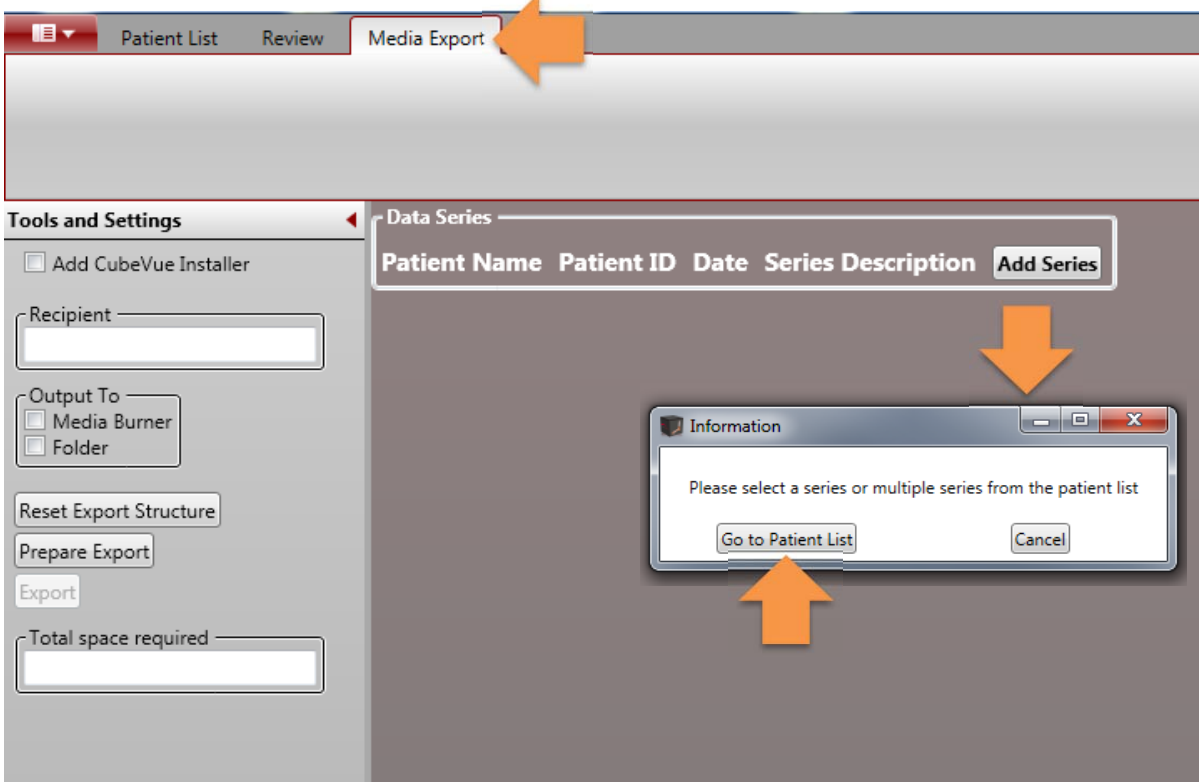 Patient List Review Media Export
Tools and Settings
Add CubeVue Installer
Recipient
Output To
Media Burner
Folder
Reset Export Structure
Prepare Export
Export
Total space required
Data Series
Patient Name Patient ID Date Series Description Add Series
Information
Please select a series or multiple series from the patient list
Go to Patient List Cancel